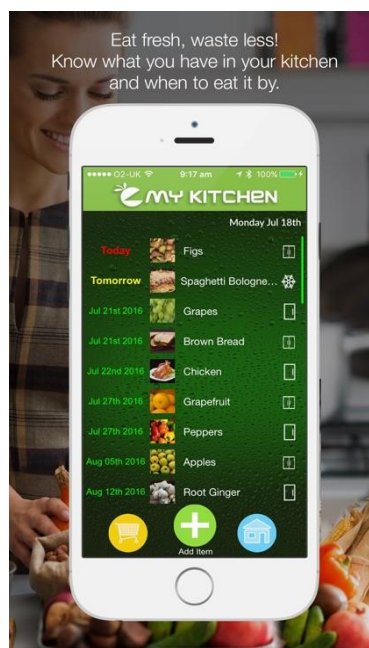 Eat fresh, waste less!
Know what you have in your kitchen
and when to eat it by.
O2-UK 9:17 am 100%
MY KITCHEN
Monday Jul 18th
Today Figs
Tomorrow Spaghetti Bologne...
Jul 21st 2016 Grapes
Jul 21st 2016 Brown Bread
Jul 22nd 2016 Chicken
Jul 27th 2016 Grapefruit
Jul 27th 2016 Peppers
Aug 05th 2016 Apples
Aug 12th 2016 Root Ginger
Add Item